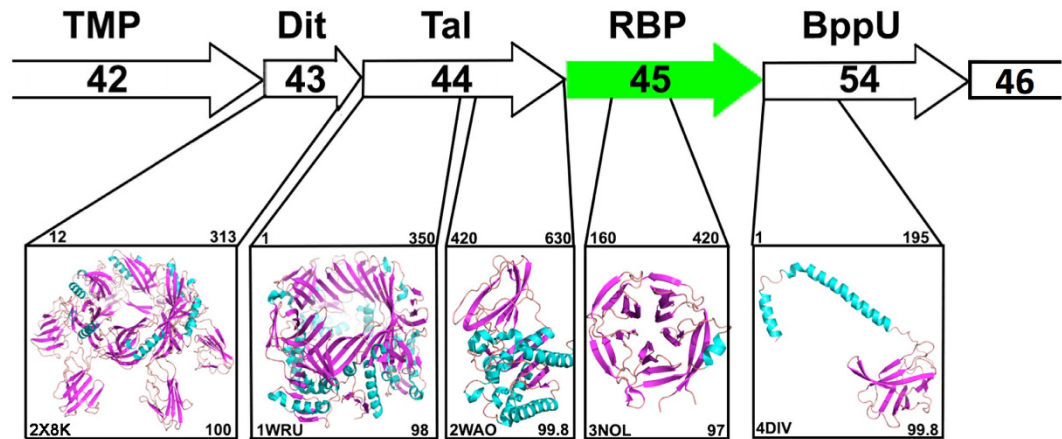 TMP Dit Tal RBP BppU
42 43 44 45 54 46
12 313 1 350 420 630 160 420 1 195
2X8K 100 1WRU 98 2WAO 99.8 3NOL 97 4DIV 99.8